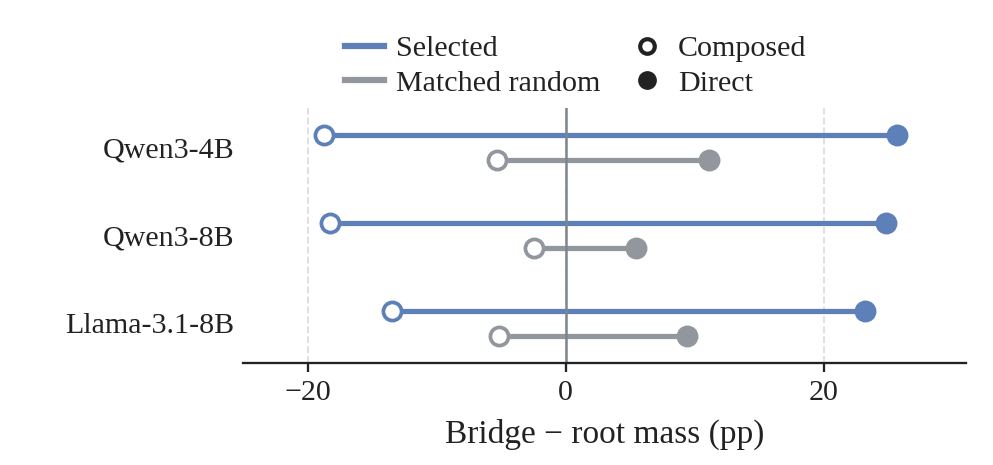 Selected
Composed
Matched random
Direct
Qwen3-4B
Qwen3-8B
Llama-3.1-8B
−20
0
20
Bridge − root mass (pp)